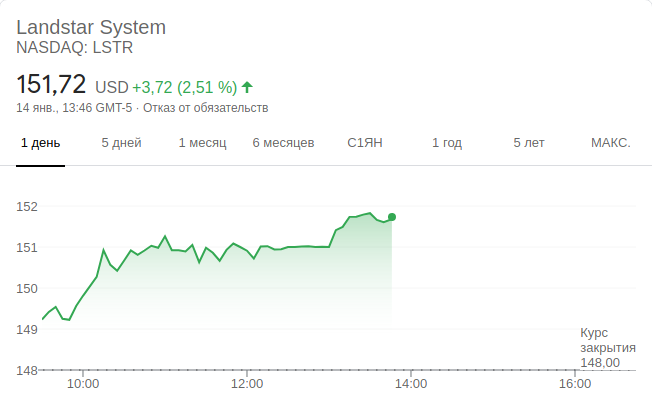 Landstar System
NASDAQ: LSTR
151,72 USD +3,72 (2,51 %)
14 янв., 13:46 GMT-5 · Отказ от обязательств
1 день 5 дней 1 месяц 6 месяцев С1ЯН 1 год 5 лет МАКС.
152
151
150
149
148
Курс
закрытия
148,00
10:00 12:00 14:00 16:00